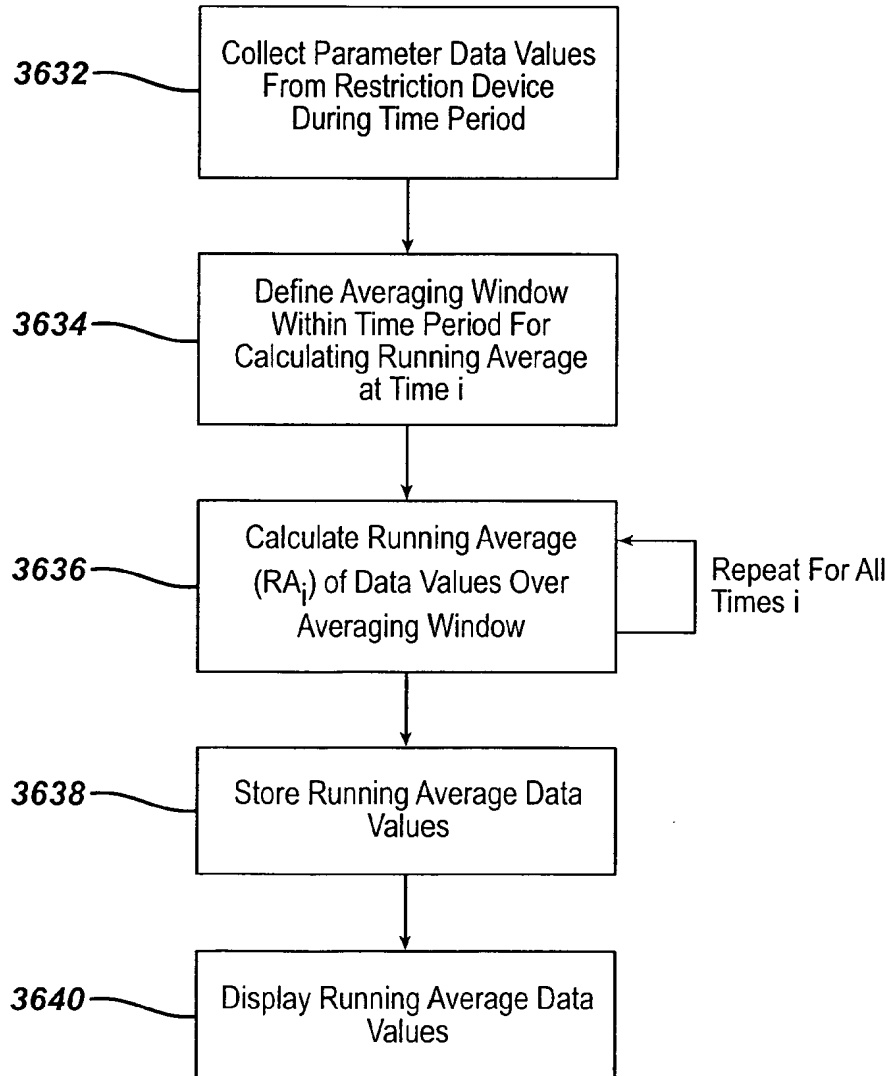 3632
Collect Parameter Data Values
From Restriction Device
During Time Period
3634
Define Averaging Window
Within Time Period For
Calculating Running Average
at Time i
3636
Calculate Running Average
(RAi) of Data Values Over
Averaging Window
Repeat For All
Times i
3638
Store Running Average Data
Values
3640
Display Running Average Data
Values